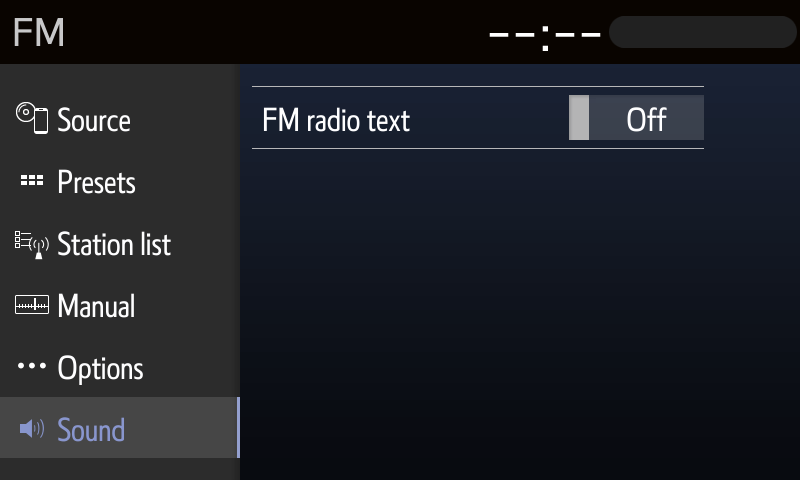 FM
--:--
Source
FM radio text
Off
Presets
Station list
Manual
Options
Sound